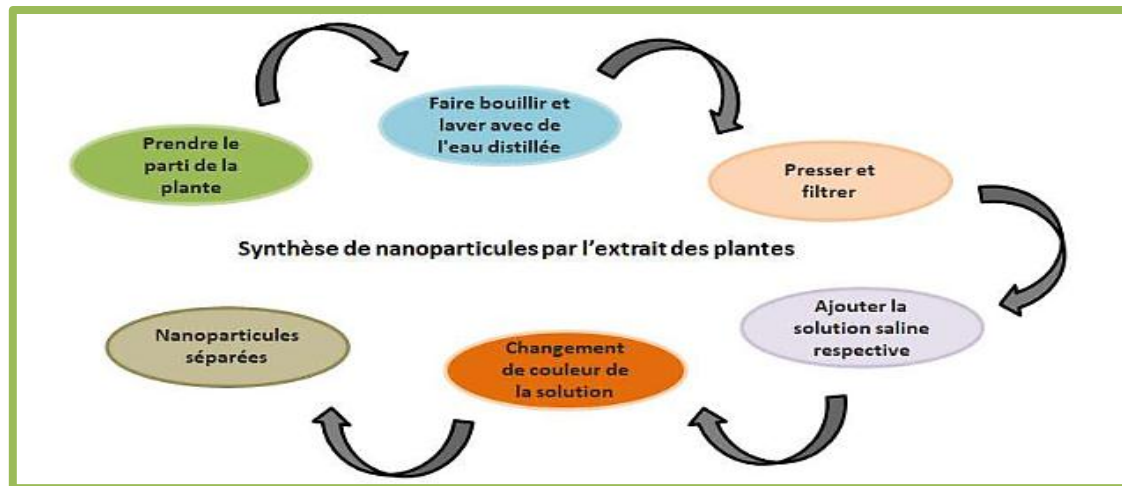 Prendre le
parti de la
plante
Faire bouillir et
laver avec de
l'eau distillée
Presser et
filtrer
Synthèse de nanoparticules par l’extrait des plantes
Ajouter la
solution saline
respective
Changement
de couleur de
la solution
Nanoparticules
séparées